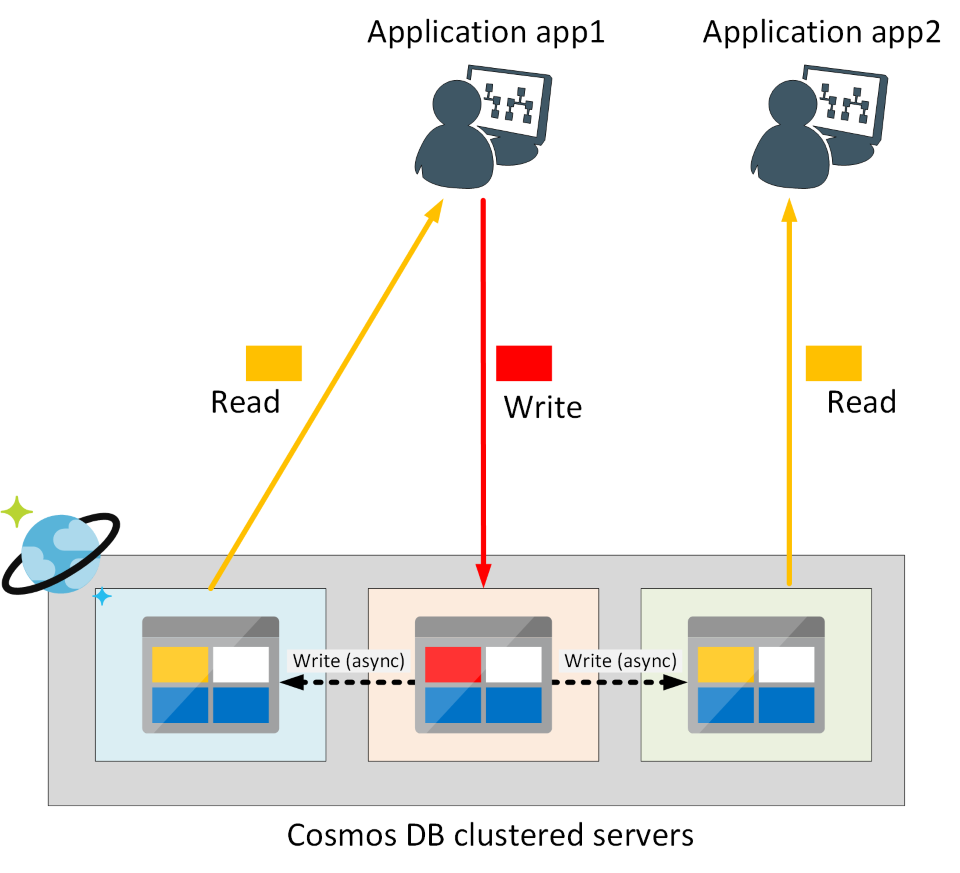 Application app1
Application app2
Read
Write
Read
Write (async)
Write (async)
Cosmos DB clustered servers